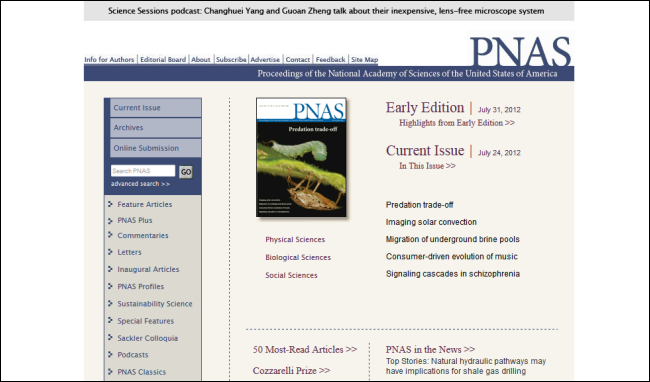 Science Sessions podcast: Changhuei Yang and Guoan Zheng talk about their inexpensive, lens-free microscope system
Info for Authors | Editorial Board | About | Subscribe | Advertise | Contact | Feedback | Site Map
PNAS
Proceedings of the National Academy of Sciences of the United States of America
Current Issue
Archives
Online Submission
Search PNAS GO
advanced search >>
Feature Articles
PNAS Plus
Commentaries
Letters
Inaugural Articles
PNAS Profiles
Sustainability Science
Special Features
Sackler Colloquia
Podcasts
PNAS Classics
PNAS
Predation trade-off
Physical Sciences
Biological Sciences
Social Sciences
Early Edition | July 31, 2012
Highlights from Early Edition >>
Current Issue | July 24, 2012
In This Issue >>
Predation trade-off
Imaging solar convection
Migration of underground brine pools
Consumer-driven evolution of music
Signaling cascades in schizophrenia
50 Most-Read Articles >>
Cozzarelli Prize >>
PNAS in the News >>
Top Stories: Natural hydraulic pathways may
have implications for shale gas drilling